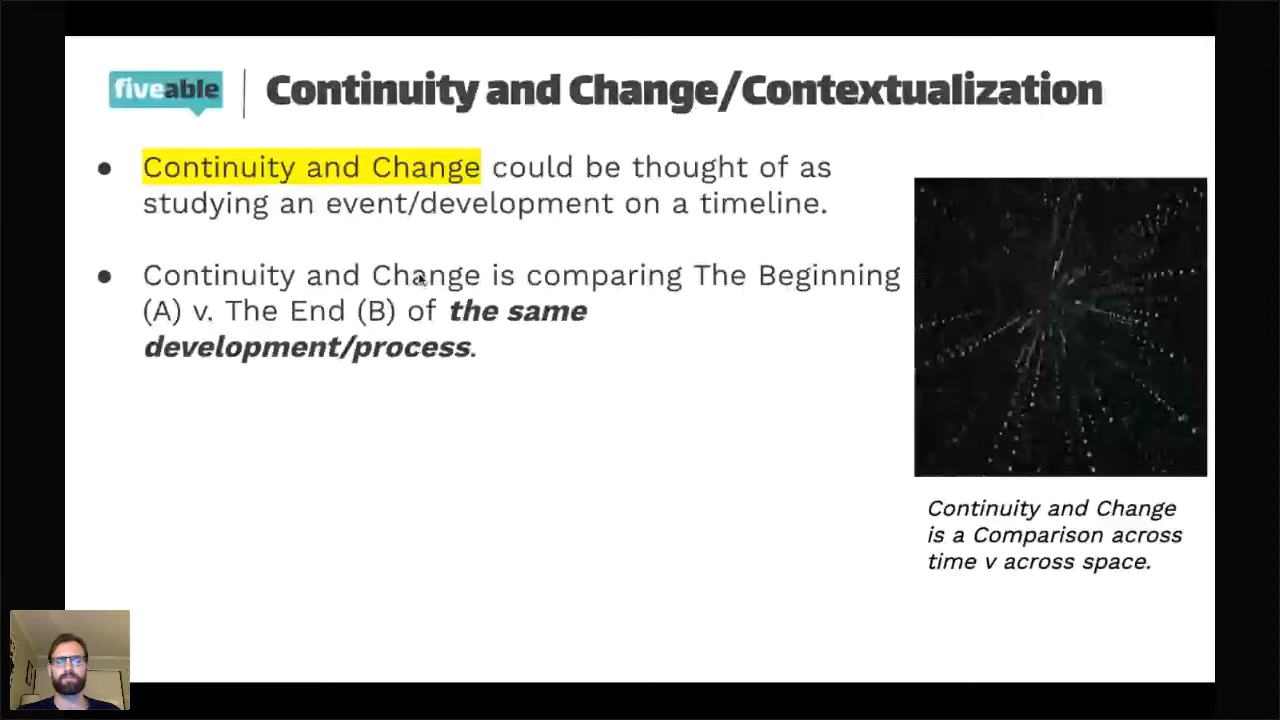 fiveable
Continuity and Change/Contextualization
● Continuity and Change could be thought of as
studying an event/development on a timeline.
● Continuity and Change is comparing The Beginning
(A) v. The End (B) of the same
development/process.
Continuity and Change
is a Comparison across
time v across space.